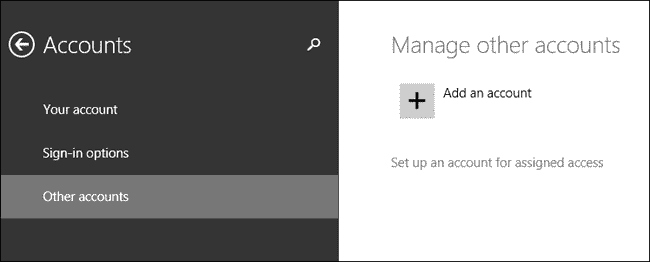 Accounts
Your account
Sign-in options
Other accounts
Manage other accounts
Add an account
Set up an account for assigned access